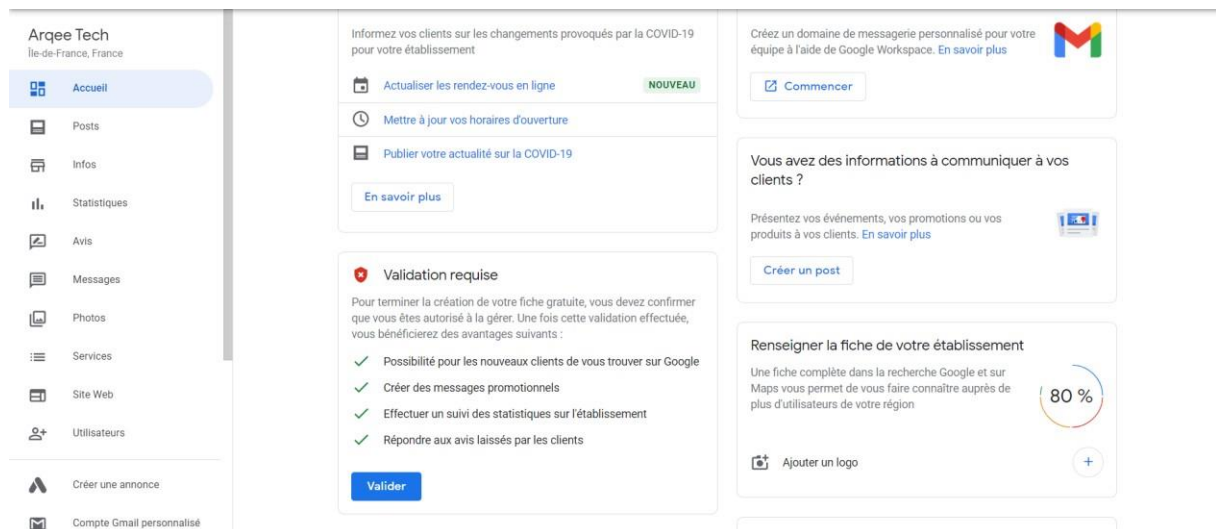 Arqee Tech
Île-de-France, France
Accueil
Posts
Infos
Statistiques
Avis
Messages
Photos
Services
Site Web
Utilisateurs
Créer une annonce
Compte Gmail personnalisé
Informez vos clients sur les changements provoqués par la COVID-19
pour votre établissement
Actualiser les rendez-vous en ligne NOUVEAU
Mettre à jour vos horaires d'ouverture
Publier votre actualité sur la COVID-19
En savoir plus
Validation requise
Pour terminer la création de votre fiche gratuite, vous devez confirmer
que vous êtes autorisé à la gérer. Une fois cette validation effectuée,
vous bénéficierez des avantages suivants :
Possibilité pour les nouveaux clients de vous trouver sur Google
Créer des messages promotionnels
Effectuer un suivi des statistiques sur l'établissement
Répondre aux avis laissés par les clients
Valider
Créez un domaine de messagerie personnalisé pour votre
équipe à l'aide de Google Workspace. En savoir plus
Commencer
Vous avez des informations à communiquer à vos
clients ?
Présentez vos événements, vos promotions ou vos
produits à vos clients. En savoir plus
Créer un post
Renseigner la fiche de votre établissement
Une fiche complète dans la recherche Google et sur
Maps vous permet de vous faire connaître auprès de
plus d'utilisateurs de votre région
80 %
Ajouter un logo